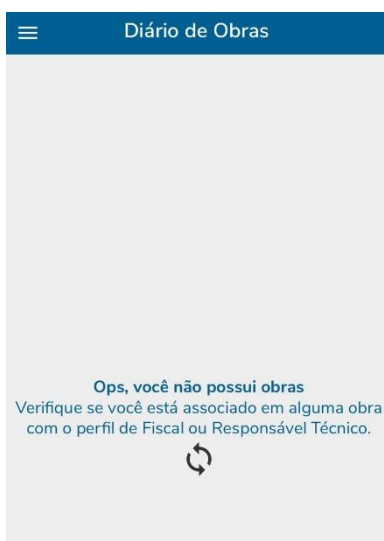 Diário de Obras
Ops, você não possui obras
Verifique se você está associado em alguma obra
com o perfil de Fiscal ou Responsável Técnico.